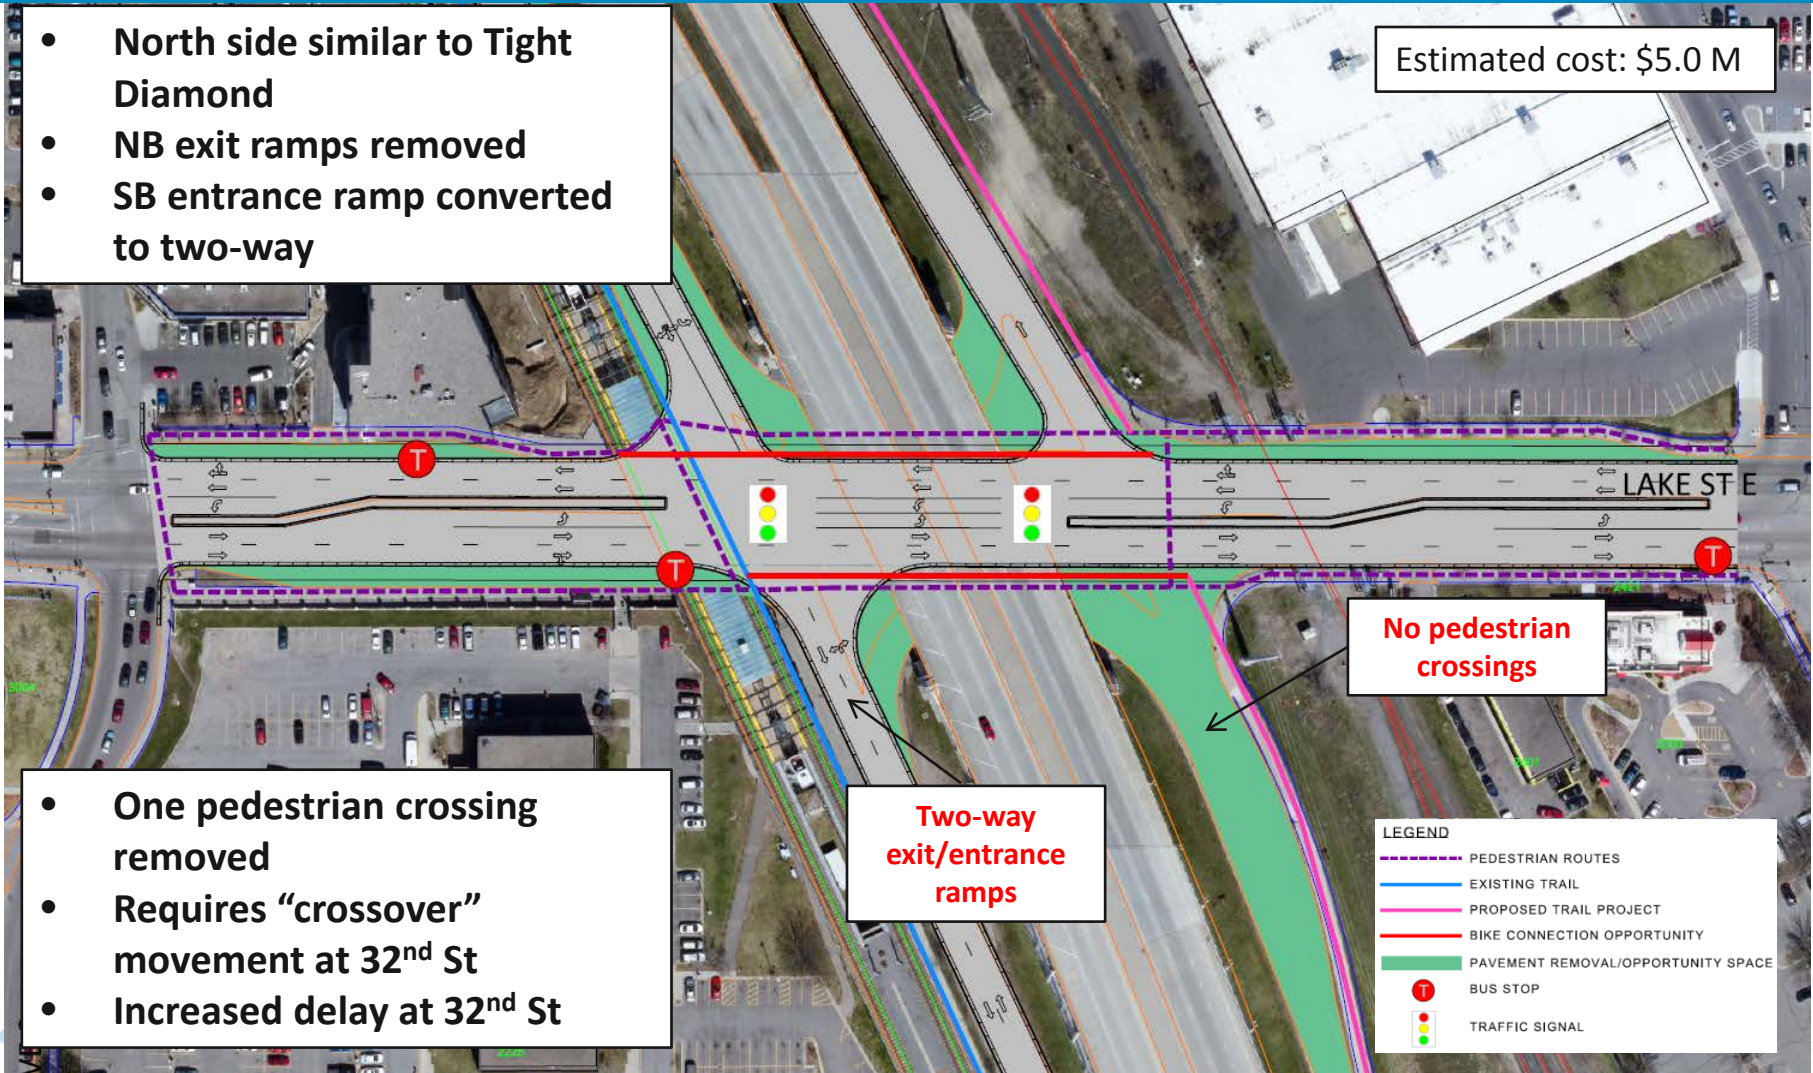 • North side similar to Tight
Diamond
• NB exit ramps removed
• SB entrance ramp converted
to two-way
Estimated cost: $5.0 M
T
LAKE ST E
T
T
2421
No pedestrian
crossings
Two-way
exit/entrance
ramps
• One pedestrian crossing
removed
• Requires “crossover”
movement at 32nd St
• Increased delay at 32nd St
LEGEND
PEDESTRIAN ROUTES
EXISTING TRAIL
PROPOSED TRAIL PROJECT
BIKE CONNECTION OPPORTUNITY
PAVEMENT REMOVAL/OPPORTUNITY SPACE
T BUS STOP
TRAFFIC SIGNAL